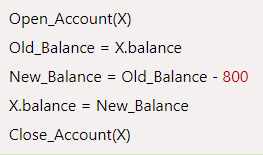 Open_Account(X)
Old_Balance = X.balance
New_Balance = Old_Balance - 800
X.balance = New_Balance
Close_Account(X)